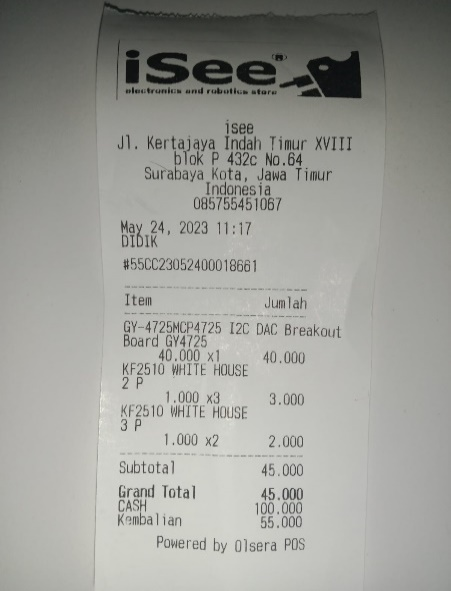 iSee®
electronics and robotics store
isee
Jl. Kertajaya Indah Timur XVIII
blok P 432c No.64
Surabaya Kota, Jawa Timur
Indonesia
085755451067
May 24, 2023 11:17
DIDIK
#55CC23052400018661
Item Jumlah
GY-4725MCP4725 I2C DAC Breakout
Board GY4725
40.000 x1 40.000
KF2510 WHITE HOUSE
2 P
1.000 x3 3.000
KF2510 WHITE HOUSE
3 P
1.000 x2 2.000
Subtotal 45.000
Grand Total 45.000
CASH 100.000
Kembalian 55.000
Powered by Olsera POS